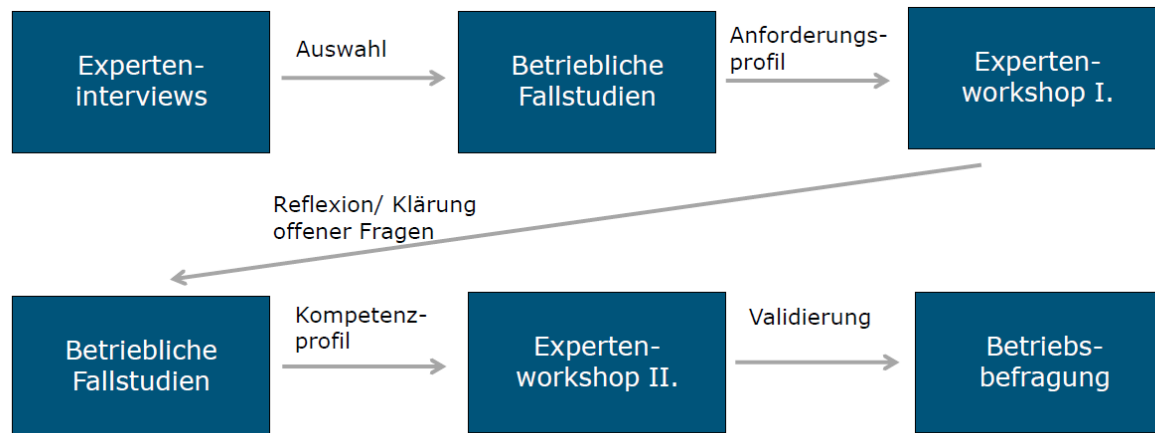 Experten-
interviews
Auswahl
Betriebliche
Fallstudien
Anforderungs-
profil
Experten-
workshop I.
Reflexion/ Klärung
offener Fragen
Betriebliche
Fallstudien
Kompetenz-
profil
Experten-
workshop II.
Validierung
Betriebs-
befragung